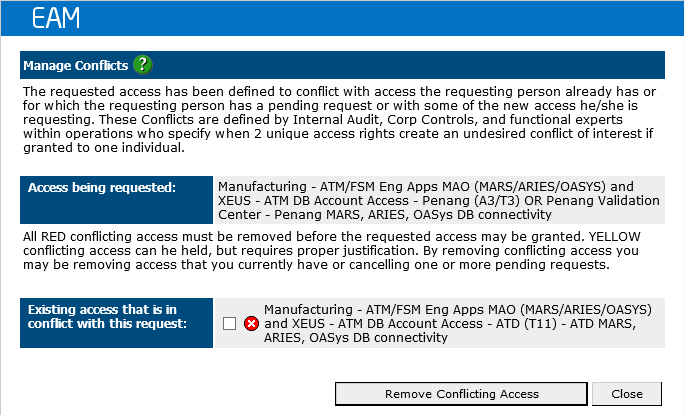 EAM
Manage Conflicts ?
The requested access has been defined to conflict with access the requesting person already has or
for which the requesting person has a pending request or with some of the new access he/she is
requesting. These Conflicts are defined by Internal Audit, Corp Controls, and functional experts
within operations who specify when 2 unique access rights create an undesired conflict of interest if
granted to one individual.
Access being requested:
Manufacturing - ATM/FSM Eng Apps MAO (MARS/ARIES/OASYS) and
XEUS - ATM DB Account Access - Penang (A3/T3) OR Penang Validation
Center - Penang MARS, ARIES, OASys DB connectivity
All RED conflicting access must be removed before the requested access may be granted. YELLOW
conflicting access can be held, but requires proper justification. By removing conflicting access you
may be removing access that you currently have or cancelling one or more pending requests.
Existing access that is in
conflict with this request:
Manufacturing - ATM/FSM Eng Apps MAO (MARS/ARIES/OASYS)
and XEUS - ATM DB Account Access - ATD (T11) - ATD MARS,
ARIES, OASys DB connectivity
Remove Conflicting Access
Close